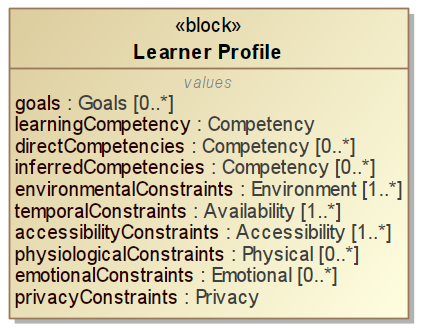 «block»
Learner Profile
values
goals : Goals [0..*]
learningCompetency : Competency
directCompetencies : Competency [0..*]
inferredCompetencies : Competency [0..*]
environmentalConstraints : Environment [1..*]
temporalConstraints : Availability [1..*]
accessibilityConstraints : Accessibility [1..*]
physiologicalConstraints : Physical [0..*]
emotionalConstraints : Emotional [0..*]
privacyConstraints : Privacy